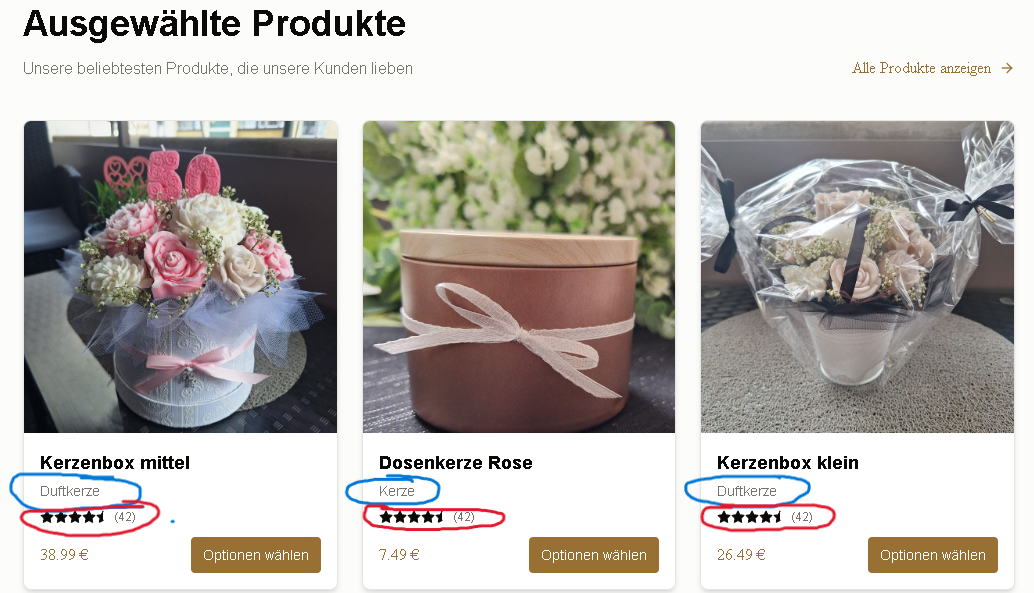 Ausgewählte Produkte
Unsere beliebtesten Produkte, die unsere Kunden lieben
Alle Produkte anzeigen →
50
Kerzenbox mittel
Duftkerze
(42)
38.99 €
Optionen wählen
Dosenkerze Rose
Kerze
(42)
7.49 €
Optionen wählen
Kerzenbox klein
Duftkerze
(42)
26.49 €
Optionen wählen